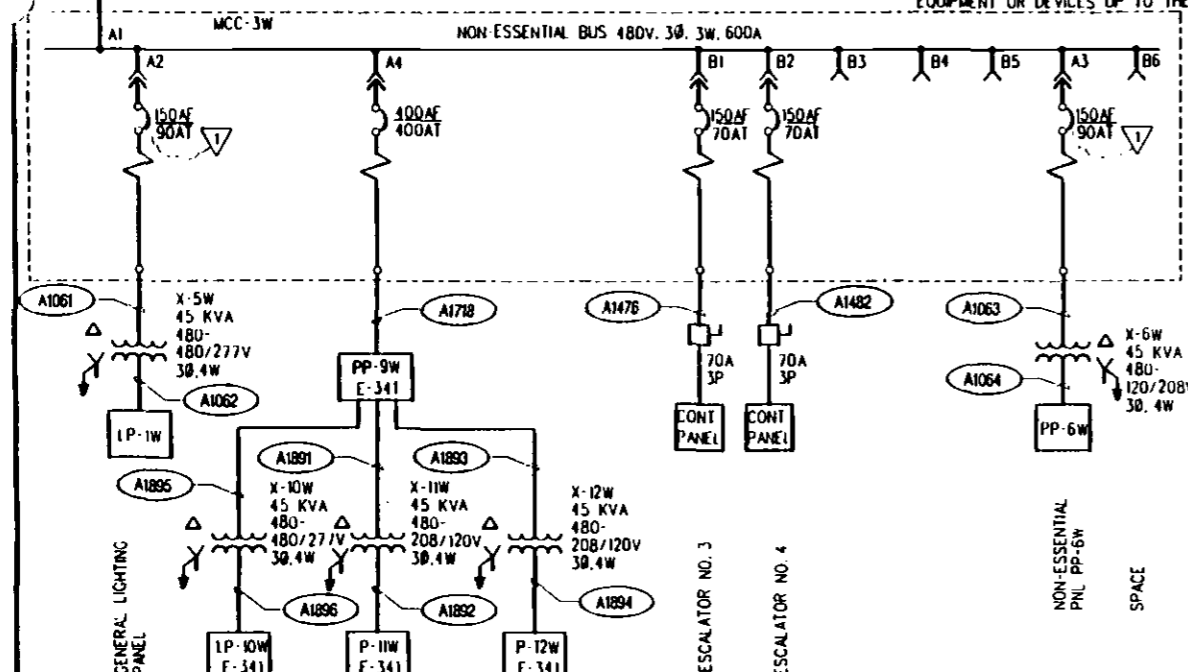 EQUIPMENT OR DEVICES UP TO THE
MCC-3W
NON-ESSENTIAL BUS 480V, 3Ø, 3W, 600A
A1
A2
A4
B1
B2
B3
B4
B5
A3
B6
150AF
90AT
1
400AF
400AT
150AF
70AT
150AF
70AT
150AF
90AT
1
A1061
X-5W
45 KVA
480-
480/277V
3Ø,4W
A1062
LP-1W
A1718
PP-9W
E-341
A1476
70A
3P
CONT
PANEL
A1482
70A
3P
CONT
PANEL
A1063
X-6W
45 KVA
480-
120/208V
3Ø, 4W
A1064
PP-6W
A1895
A1891
A1893
X-10W
45 KVA
480-
480/277V
3Ø,4W
X-11W
45 KVA
480-
208/120V
3Ø,4W
X-12W
45 KVA
480-
208/120V
3Ø,4W
A1896
A1892
A1894
LP-10W
E-341
P-11W
E-341
P-12W
E-341
GENERAL LIGHTING
PANEL
ESCALATOR NO. 3
ESCALATOR NO. 4
NON-ESSENTIAL
PNL PP-6W
SPACE